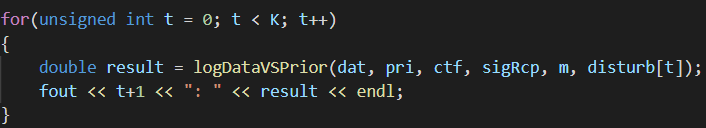 for(unsigned int t = 0; t < K; t++)
{
    double result = logDataVSPrior(dat, pri, ctf, sigRcp, m, disturb[t]);
    fout << t+1 << ": " << result << endl;
}